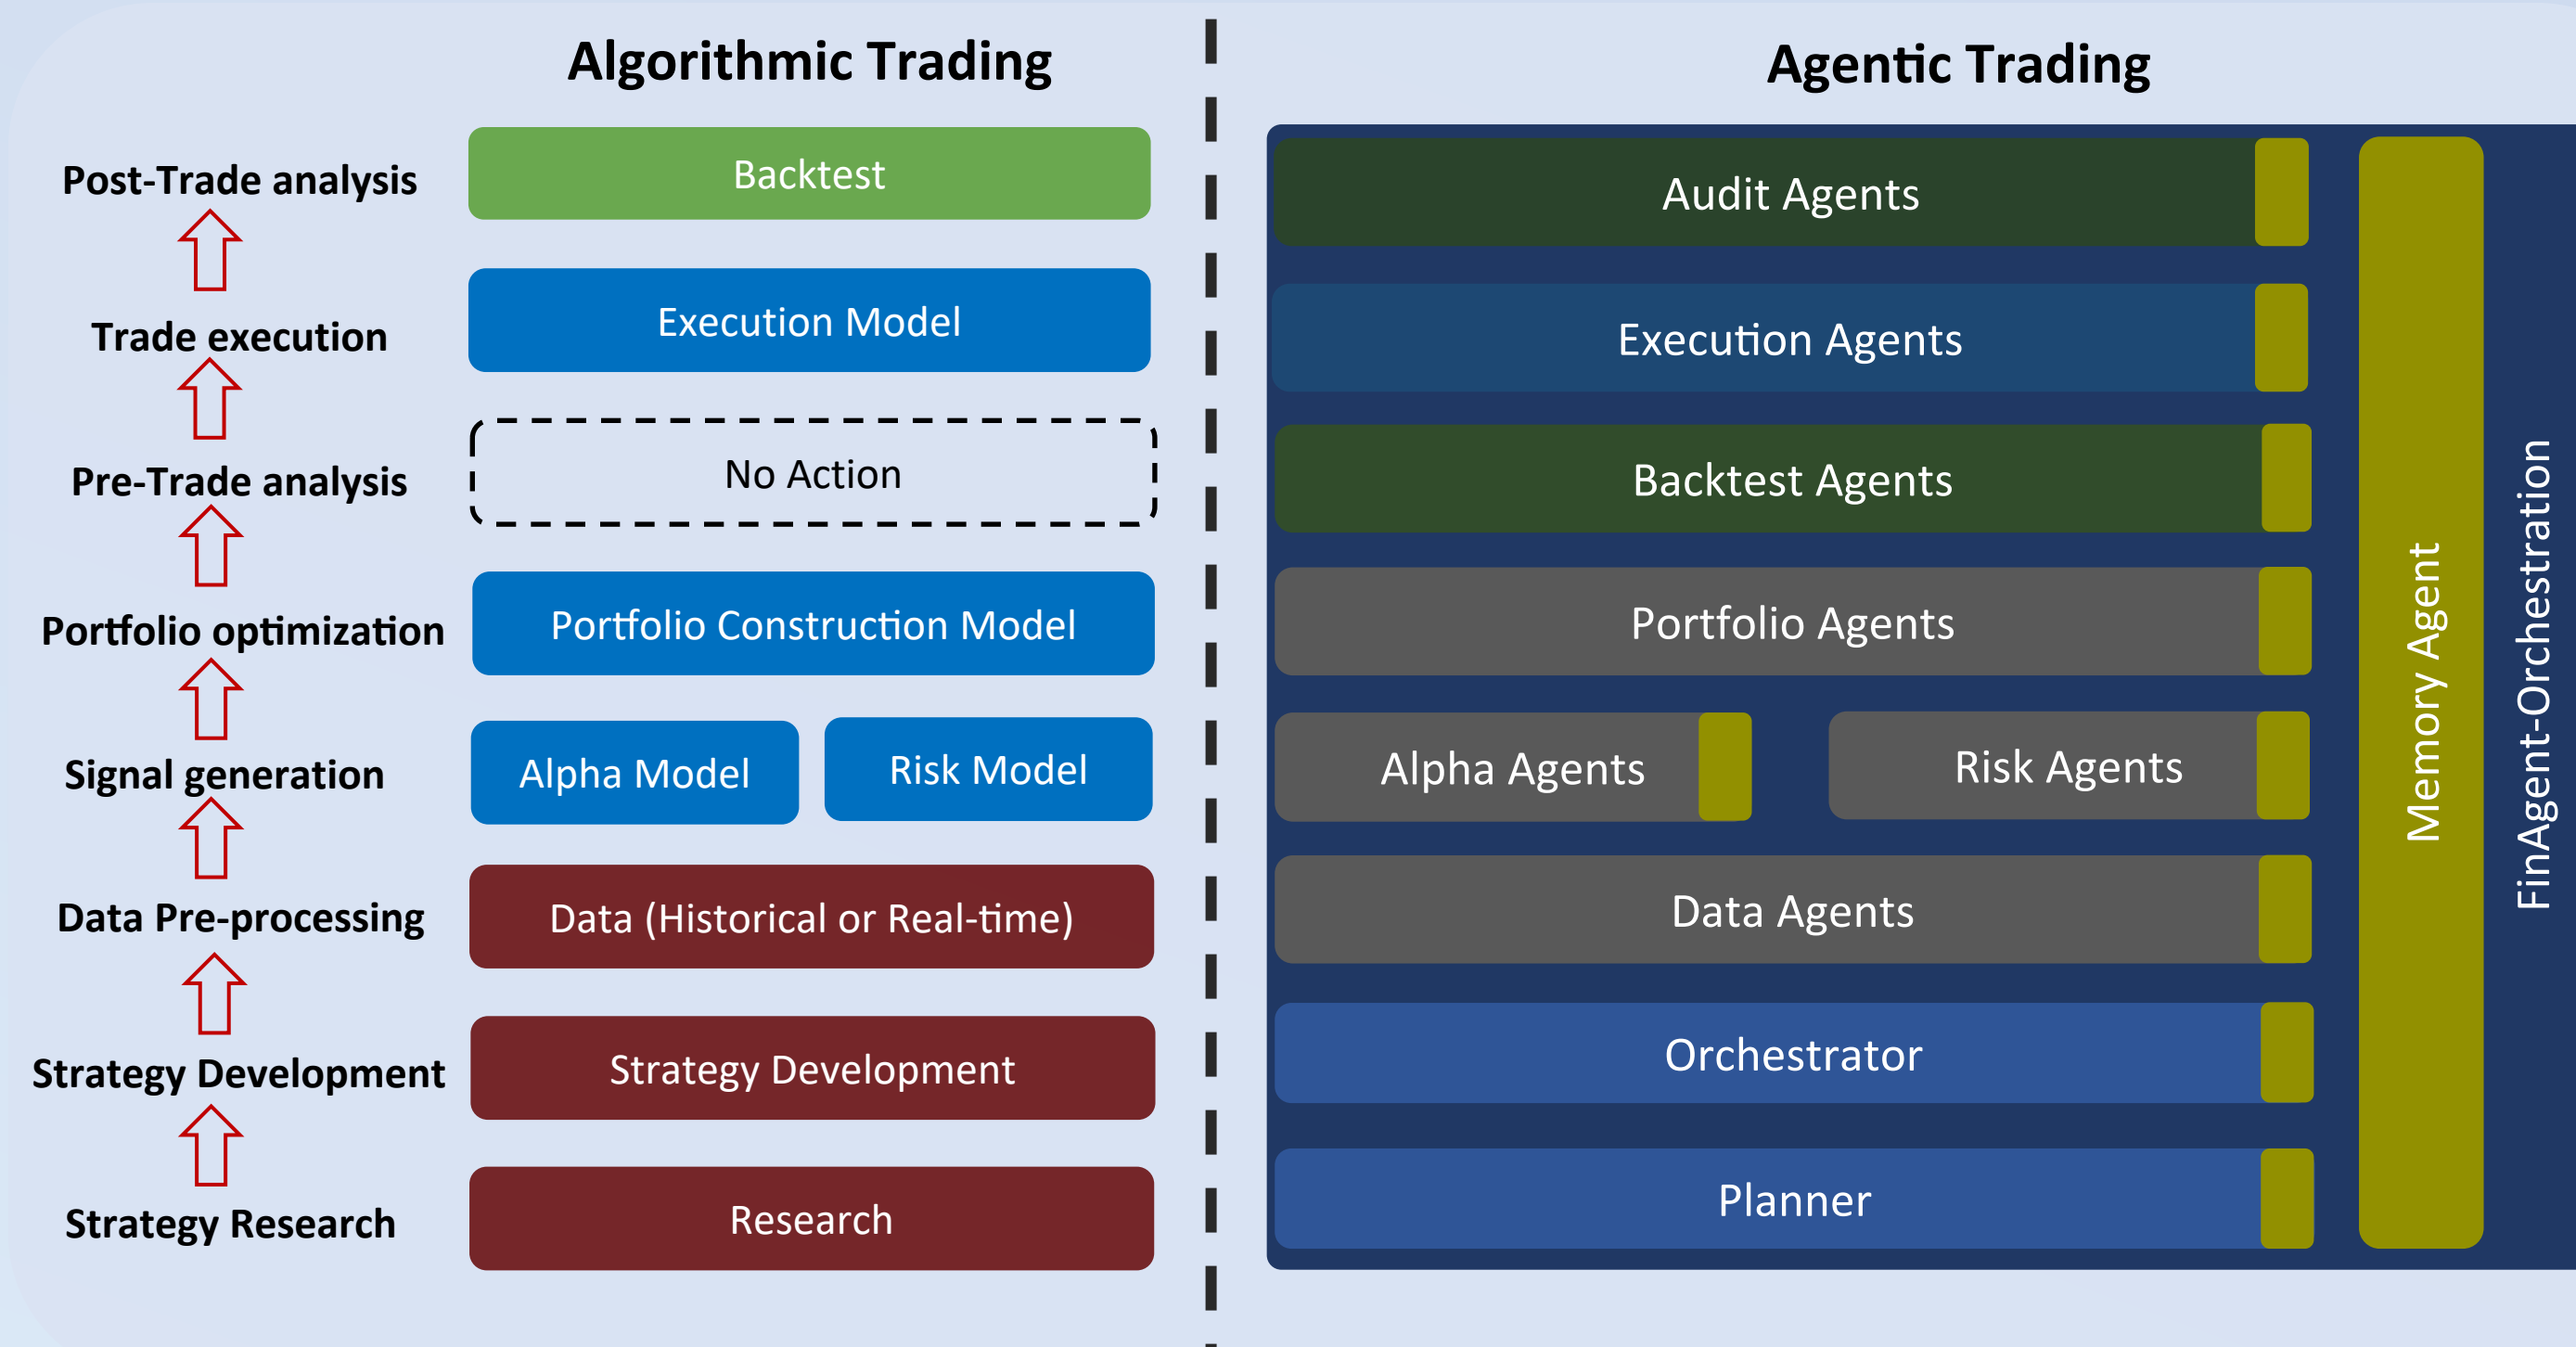 Algorithmic Trading
Agentic Trading
Post-Trade analysis
Backtest
Audit Agents
Trade execution
Execution Model
Execution Agents
Pre-Trade analysis
No Action
Backtest Agents
Portfolio optimization
Portfolio Construction Model
Portfolio Agents
Signal generation
Alpha Model
Risk Model
Alpha Agents
Risk Agents
Data Pre-processing
Data (Historical or Real-time)
Data Agents
Strategy Development
Strategy Development
Orchestrator
Strategy Research
Research
Planner
Memory Agent
FinAgent-Orchestration